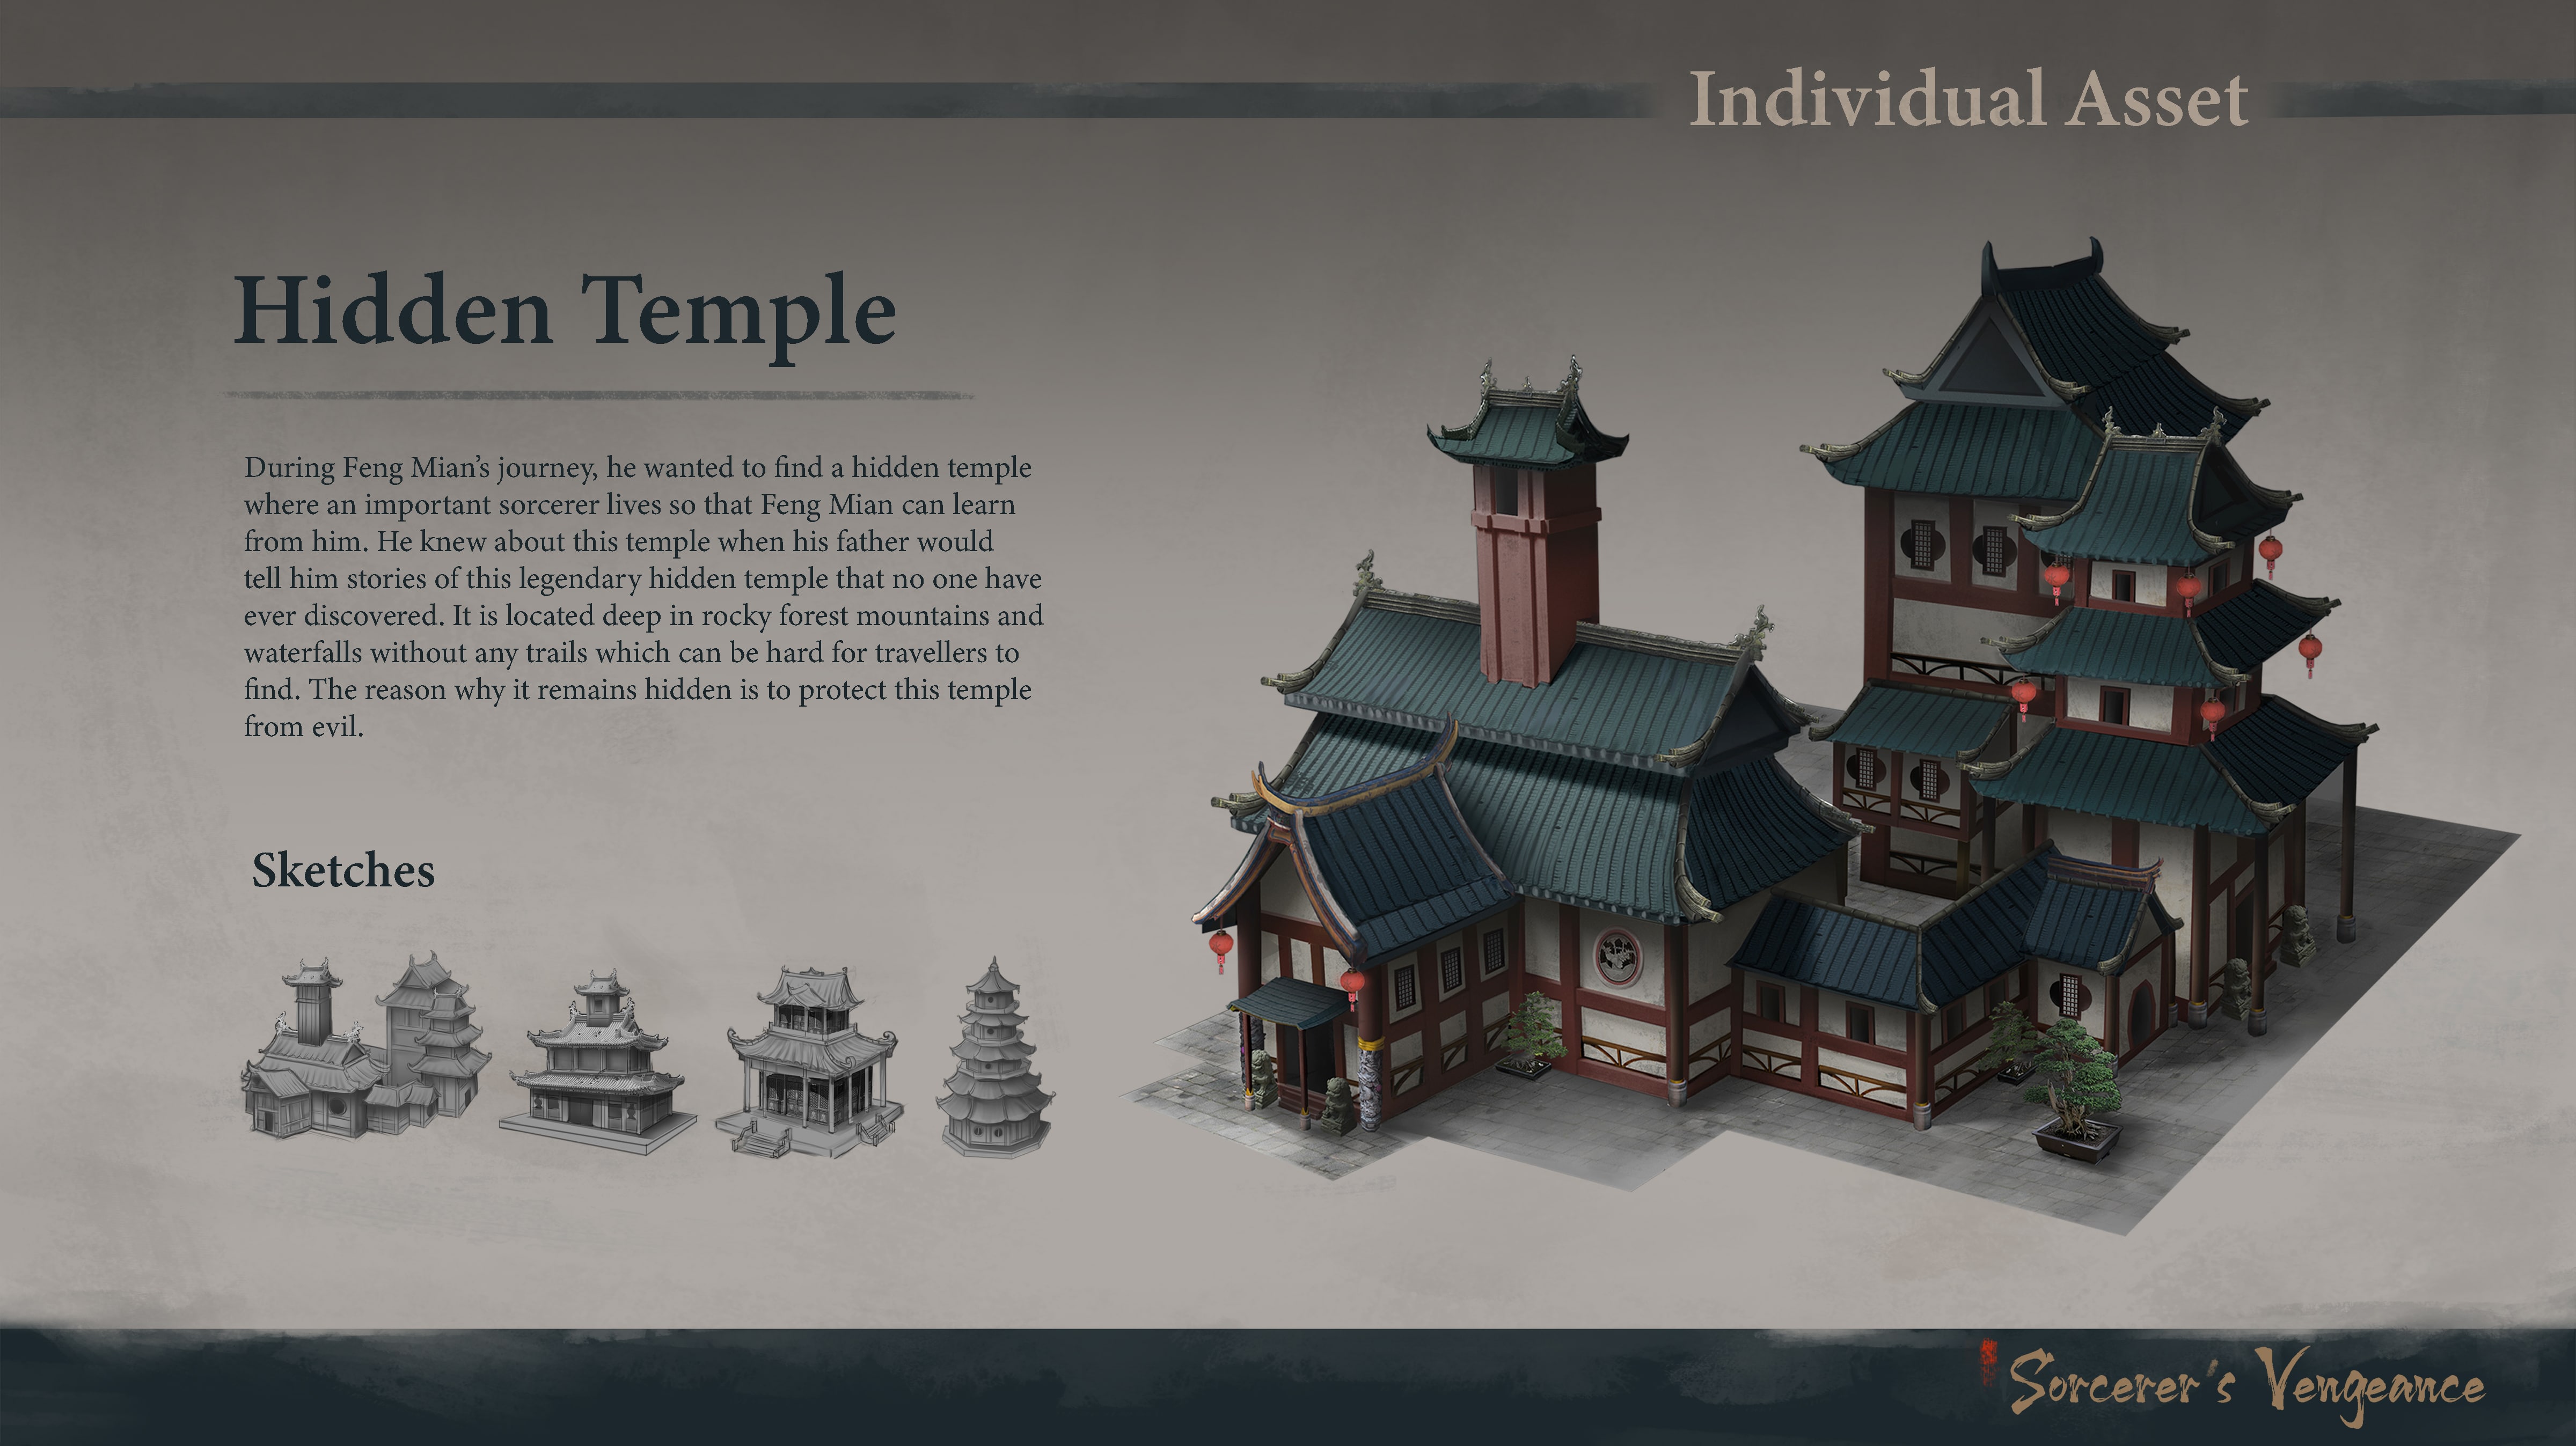 Individual Asset
Hidden Temple
During Feng Mian's journey, he wanted to find a hidden temple
where an important sorcerer lives so that Feng Mian can learn
from him. He knew about this temple when his father would
tell him stories of this legendary hidden temple that no one have
ever discovered. It is located deep in rocky forest mountains and
waterfalls without any trails which can be hard for travellers to
find. The reason why it remains hidden is to protect this temple
from evil.
Sketches
Sorcerer's Vengeance